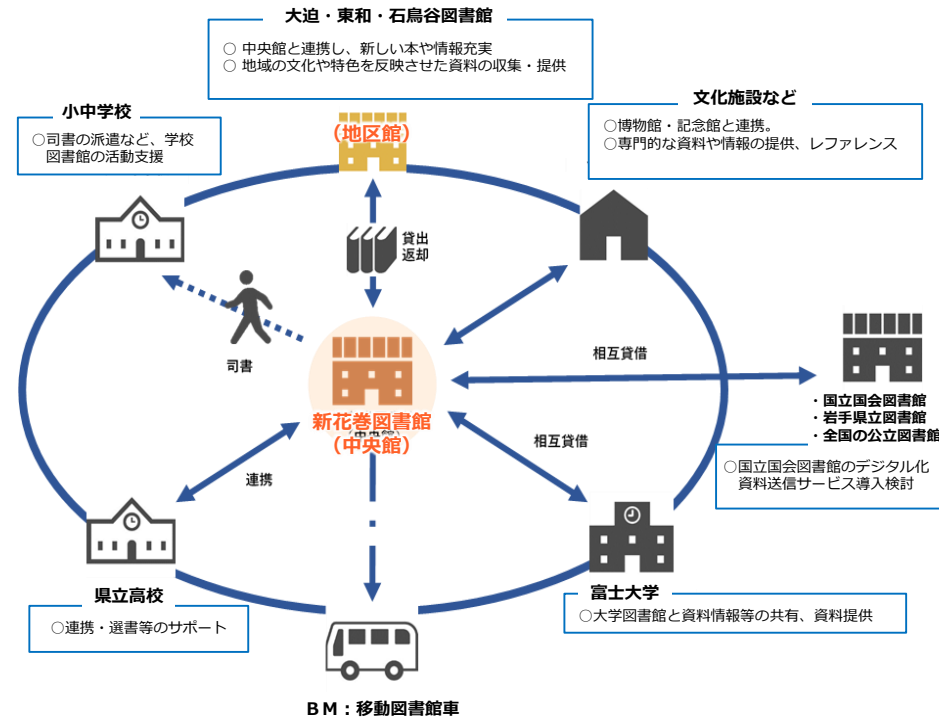 大迫・東和・石鳥谷図書館
○ 中央館と連携し、新しい本や情報充実
○ 地域の文化や特色を反映させた資料の収集・提供
小中学校
○司書の派遣など、学校
図書館の活動支援
(地区館)
文化施設など
○博物館・記念館と連携。
○専門的な資料や情報の提供、レファレンス
貸出
返却
司書
相互貸借
新花巻図書館
(中央館)
・国立国会図書館
・岩手県立図書館
・全国の公立図書館
○国立国会図書館のデジタル化
資料送信サービス導入検討
連携
相互貸借
県立高校
○連携・選書等のサポート
富士大学
○大学図書館と資料情報等の共有、資料提供
ＢＭ：移動図書館車